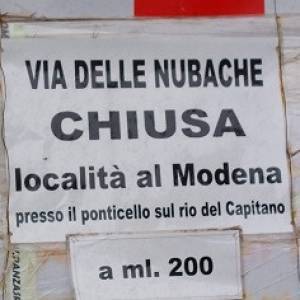 VIA DELLE NUBACHE
CHIUSA
località al Modena
presso il ponticello sul rio del Capitano
a ml. 200